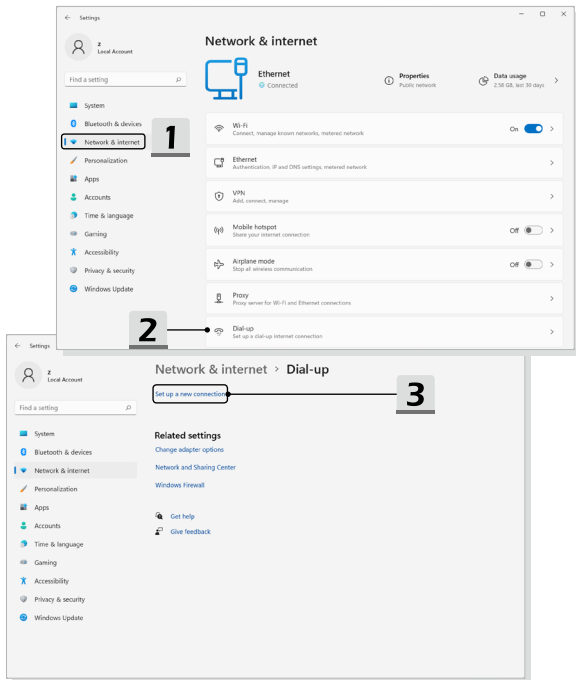 Settings
z
Local Account
Find a setting
System
Bluetooth & devices
Network & internet
Personalization
Apps
Accounts
Time & language
Gaming
Accessibility
Privacy & security
Windows Update
1
Network & internet
Ethernet
Connected
Properties
Public network
Data usage
2.58 GB, last 30 days
Wi-Fi
Connect, manage known networks, metered network
On
Ethernet
Authentication, IP and DNS settings, metered network
VPN
Add, connect, manage
Mobile hotspot
Share your internet connection
Off
Airplane mode
Stop all wireless communication
Off
Proxy
Proxy server for Wi-Fi and Ethernet connections
2
Dial-up
Set up a dial-up internet connection
Settings
z
Local Account
Find a setting
System
Bluetooth & devices
Network & internet
Personalization
Apps
Accounts
Time & language
Gaming
Accessibility
Privacy & security
Windows Update
Network & internet > Dial-up
Set up a new connection
3
Related settings
Change adapter options
Network and Sharing Center
Windows Firewall
Get help
Give feedback